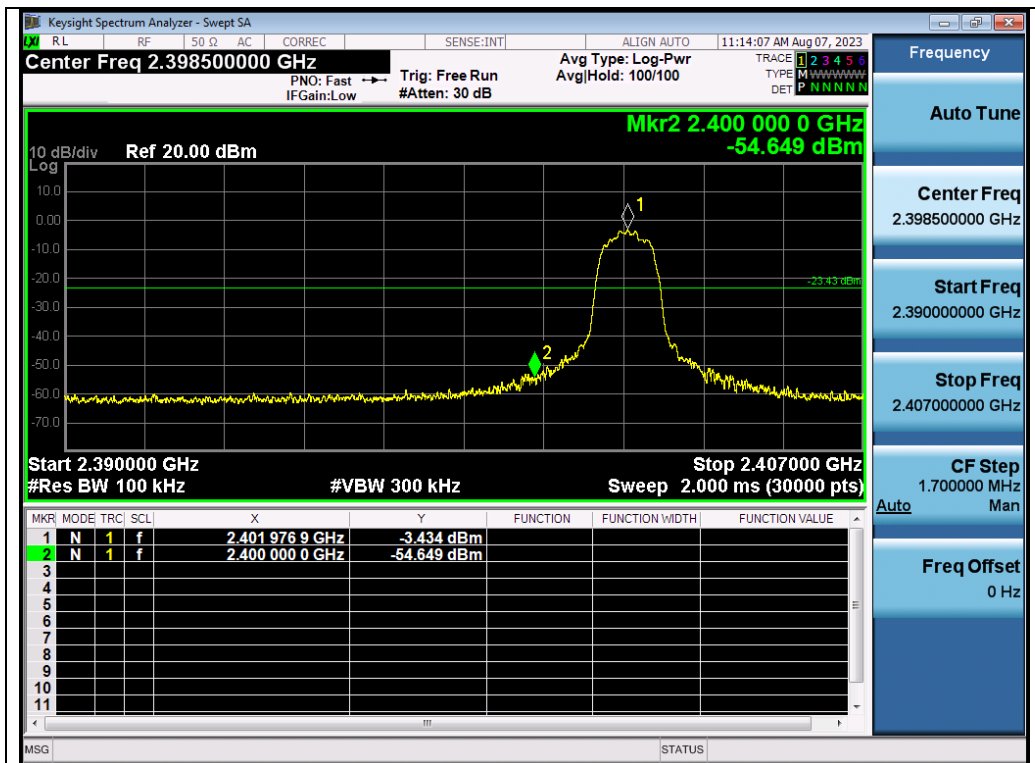 Keysight Spectrum Analyzer - Swept SA
LXI RL RF 50 Ω AC CORREC SENSE:INT ALIGN AUTO 11:14:07 AM Aug 07, 2023
Center Freq 2.398500000 GHz
PNO: Fast
IFGain:Low
Trig: Free Run
#Atten: 30 dB
Avg Type: Log-Pwr
Avg|Hold: 100/100
TRACE 1 2 3 4 5 6
TYPE M W W W W W
DET P N N N N N
Mkr2 2.400 000 0 GHz
-54.649 dBm
10 dB/div Ref 20.00 dBm
Log
10.0
0.00
-10.0
-20.0
-30.0
-40.0
-50.0
-60.0
-70.0
1
-23.43 dBm
2
Start 2.390000 GHz Stop 2.407000 GHz
#Res BW 100 kHz #VBW 300 kHz Sweep 2.000 ms (30000 pts)
MKR MODE TRC SCL X Y FUNCTION FUNCTION WIDTH FUNCTION VALUE
1 N 1 f 2.401 976 9 GHz -3.434 dBm
2 N 1 f 2.400 000 0 GHz -54.649 dBm
3
4
5
6
7
8
9
10
11
MSG STATUS
Frequency
Auto Tune
Center Freq
2.398500000 GHz
Start Freq
2.390000000 GHz
Stop Freq
2.407000000 GHz
CF Step
1.700000 MHz
Auto Man
Freq Offset
0 Hz